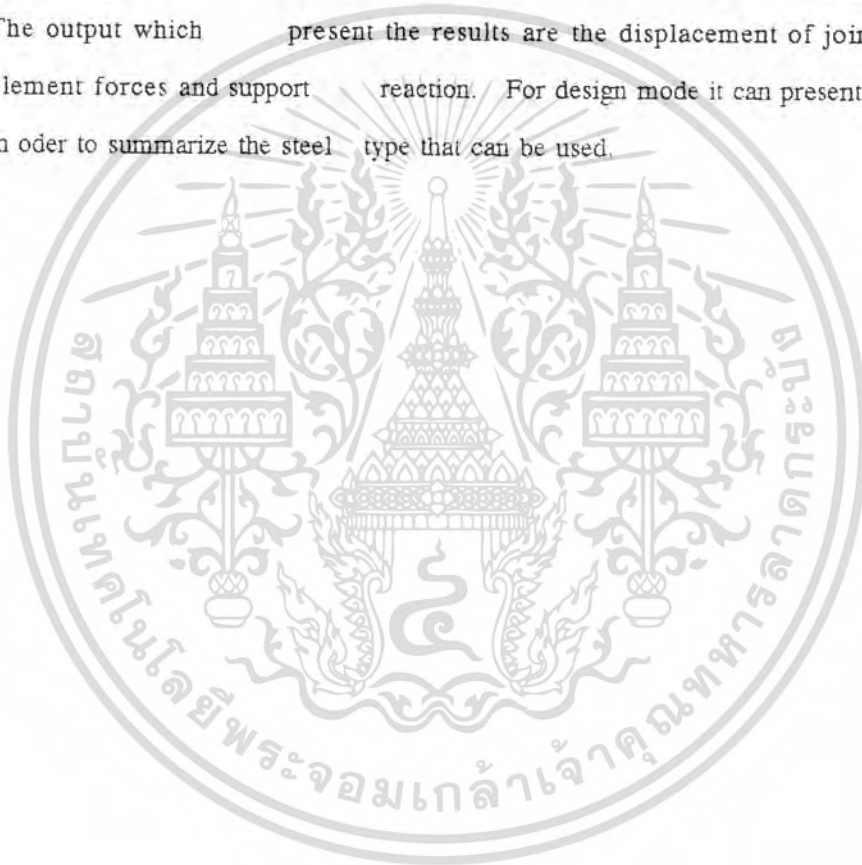 The output which present the results are the displacement of join
lement forces and support reaction. For design mode it can present
n oder to summarize the steel type that can be used.
สถาบันเทคโนโลยีพระจอมเกล้าเจ้าคุณทหารลาดกระบัง